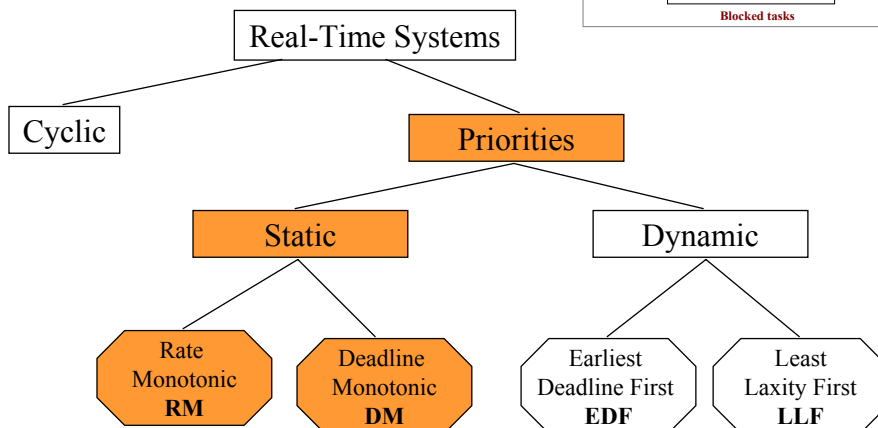 Blocked tasks
Real-Time Systems
Cyclic
Priorities
Static
Dynamic
Rate
Monotonic
RM
Deadline
Monotonic
DM
Earliest
Deadline First
EDF
Least
Laxity First
LLF